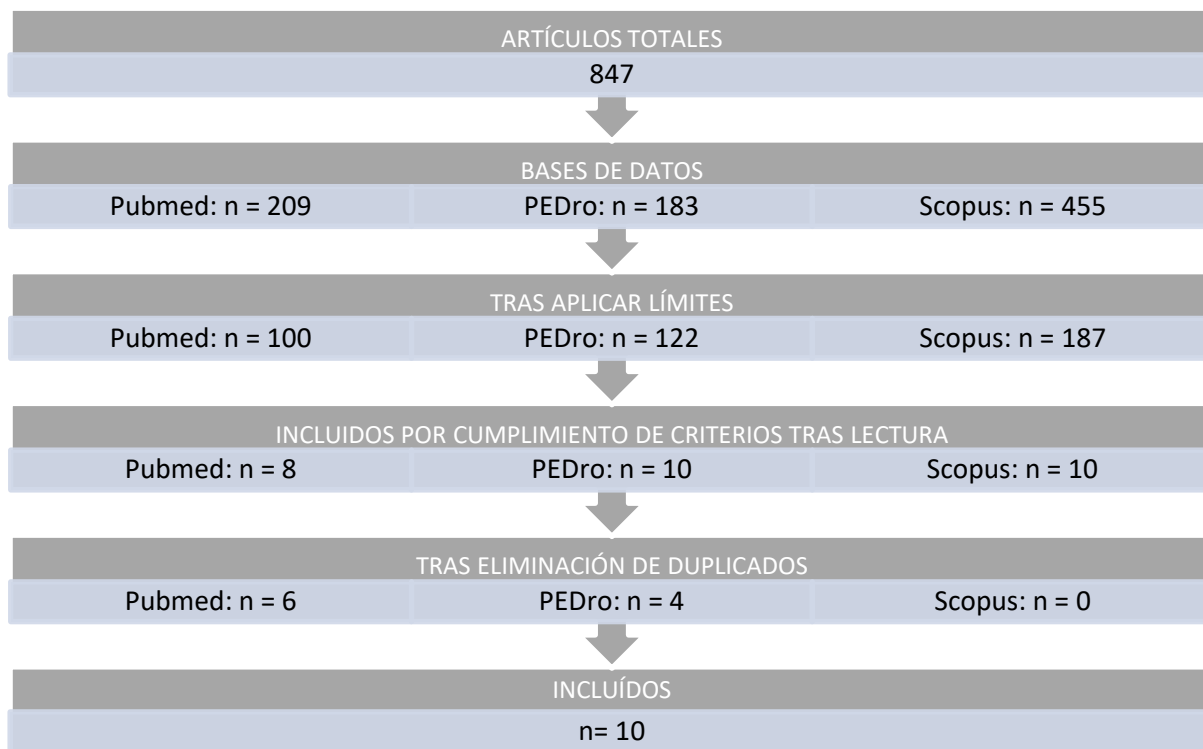 ARTÍCULOS TOTALES
847
BASES DE DATOS
Pubmed: n = 209 PEDro: n = 183 Scopus: n = 455
TRAS APLICAR LÍMITES
Pubmed: n = 100 PEDro: n = 122 Scopus: n = 187
INCLUIDOS POR CUMPLIMIENTO DE CRITERIOS TRAS LECTURA
Pubmed: n = 8 PEDro: n = 10 Scopus: n = 10
TRAS ELIMINACIÓN DE DUPLICADOS
Pubmed: n = 6 PEDro: n = 4 Scopus: n = 0
INCLUÍDOS
n= 10